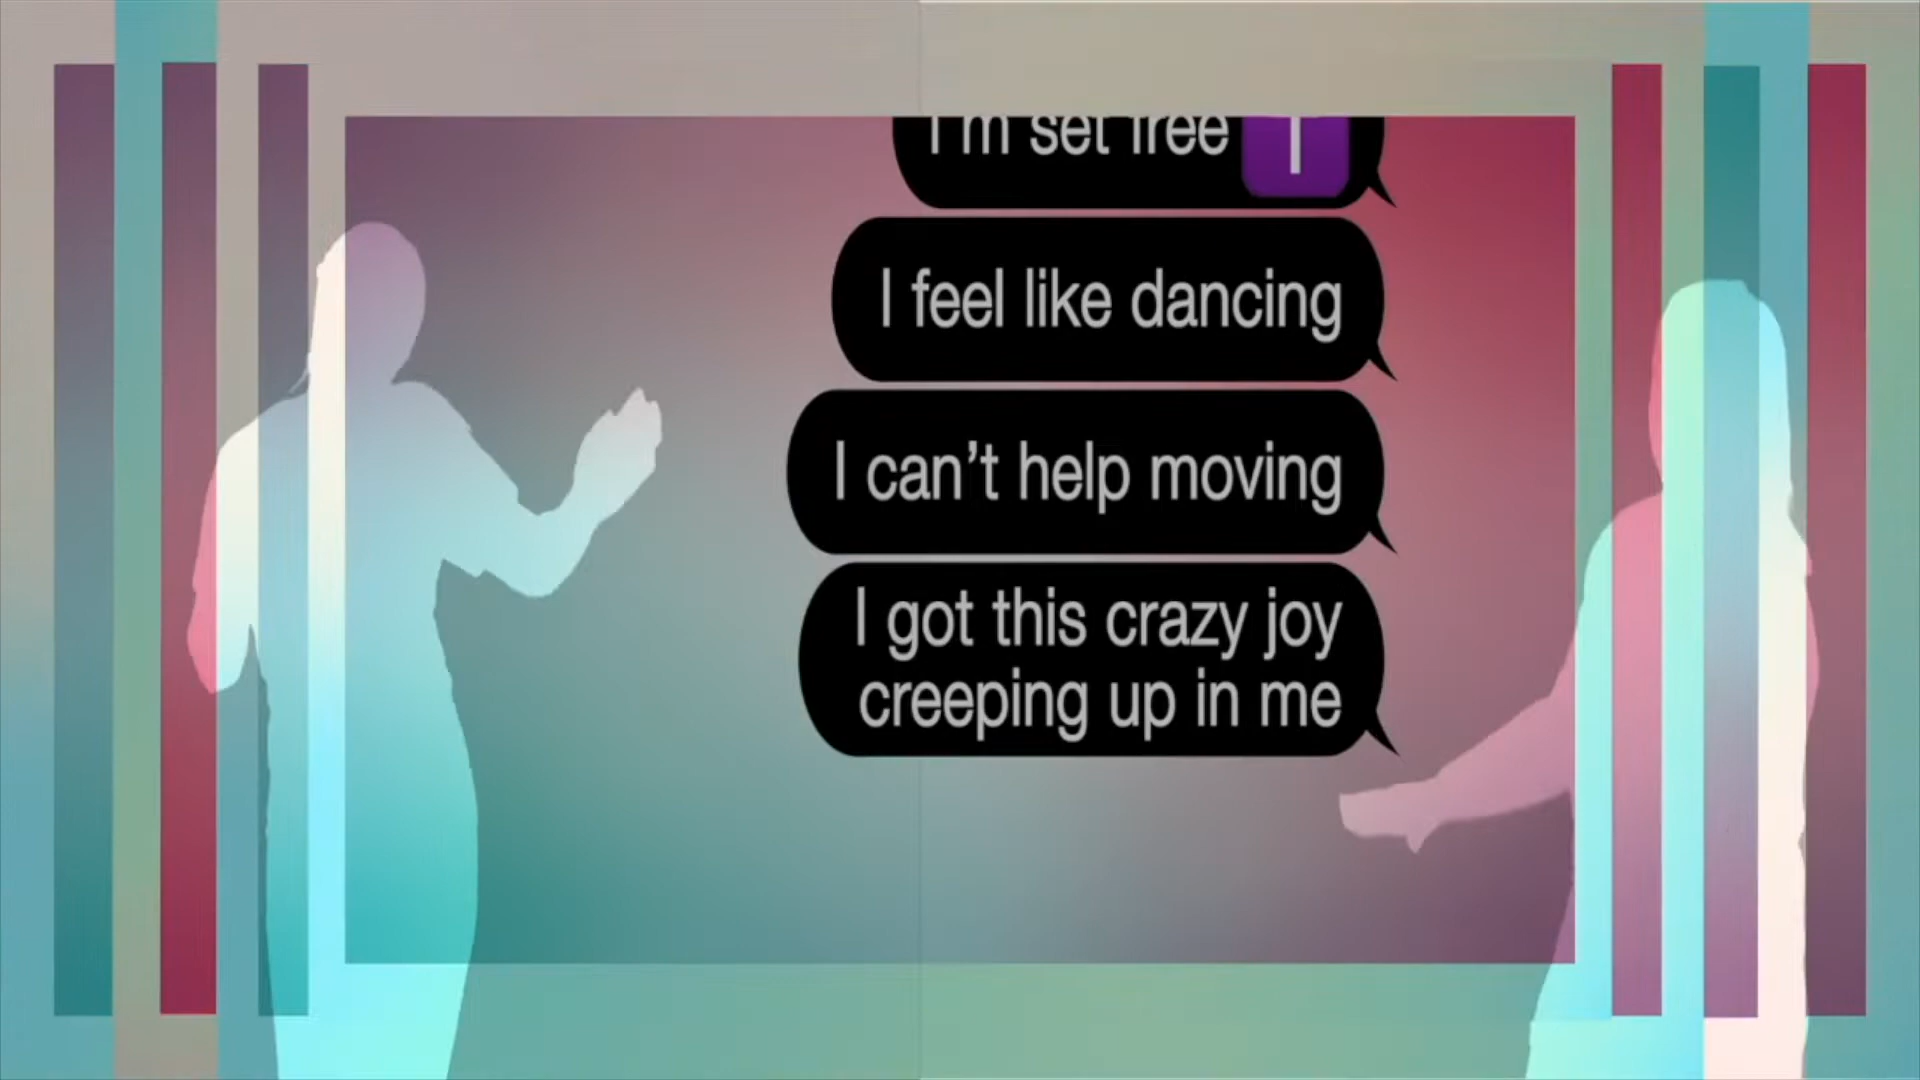 I'm set free
I feel like dancing
I can't help moving
I got this crazy joy
creeping up in me